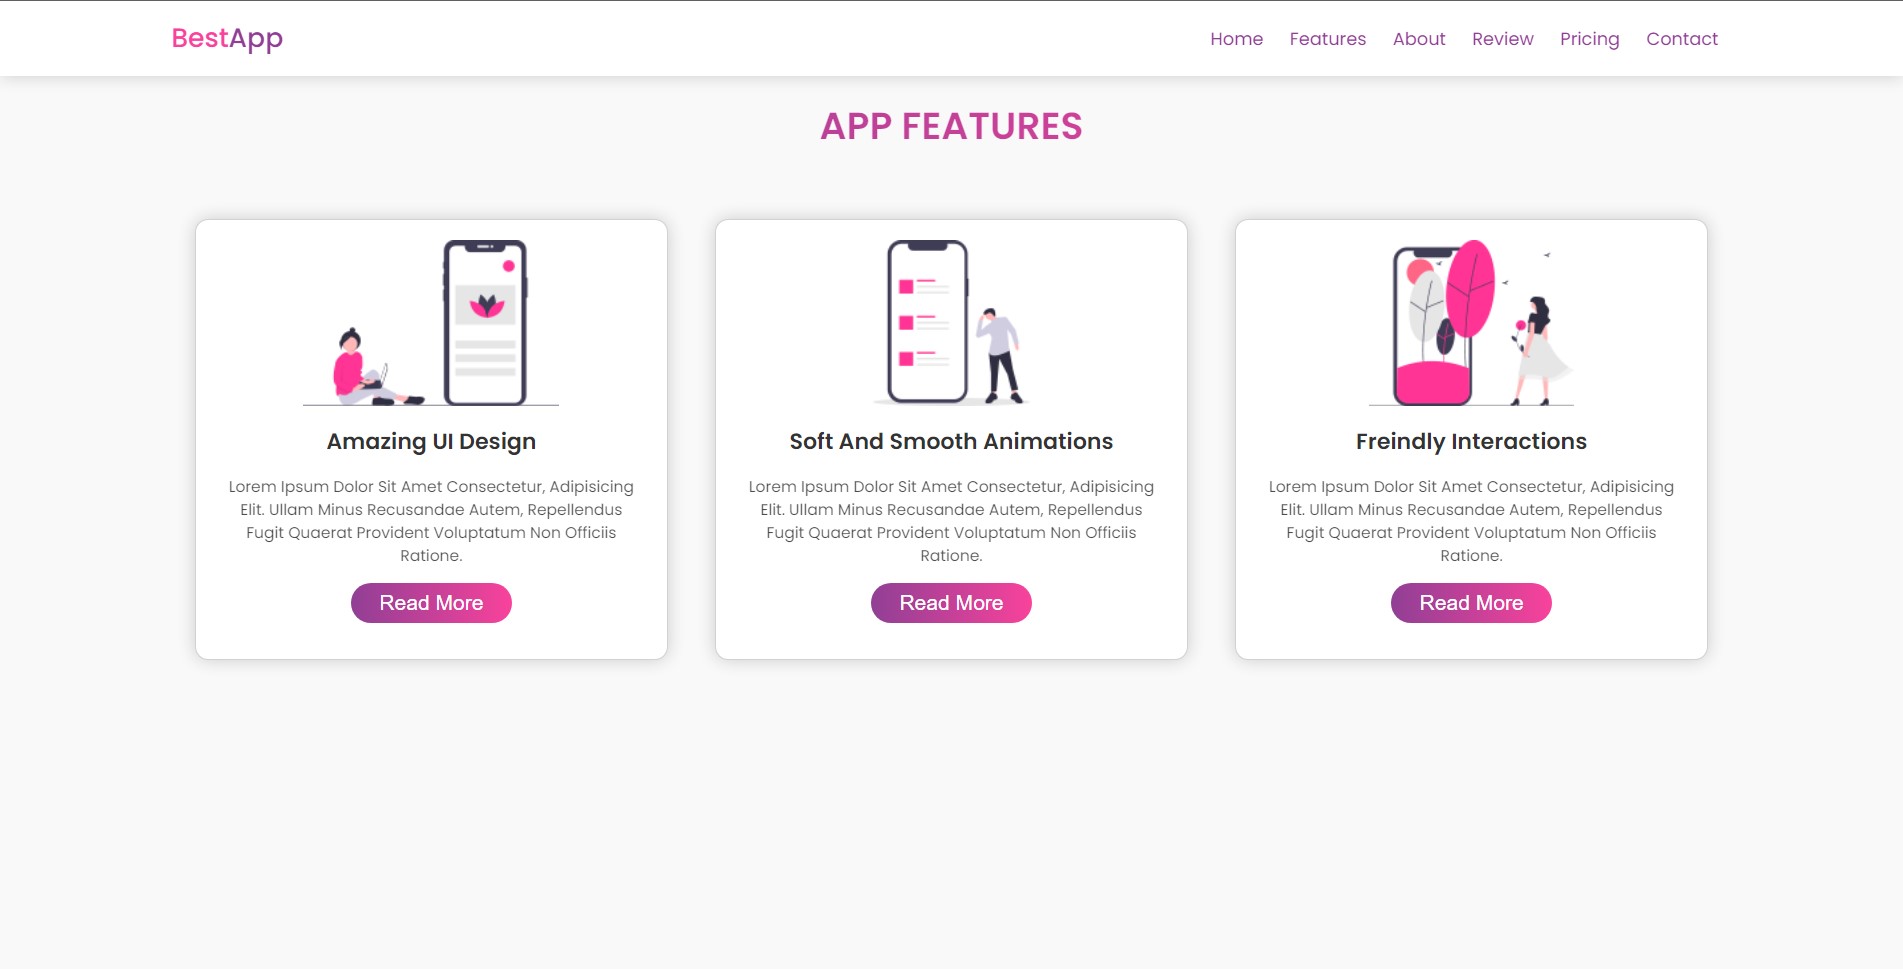 BestApp
Home Features About Review Pricing Contact
APP FEATURES
Amazing UI Design
Lorem Ipsum Dolor Sit Amet Consectetur, Adipisicing
Elit. Ullam Minus Recusandae Autem, Repellendus
Fugit Quaerat Provident Voluptatum Non Officiis
Ratione.
Read More
Soft And Smooth Animations
Lorem Ipsum Dolor Sit Amet Consectetur, Adipisicing
Elit. Ullam Minus Recusandae Autem, Repellendus
Fugit Quaerat Provident Voluptatum Non Officiis
Ratione.
Read More
Freindly Interactions
Lorem Ipsum Dolor Sit Amet Consectetur, Adipisicing
Elit. Ullam Minus Recusandae Autem, Repellendus
Fugit Quaerat Provident Voluptatum Non Officiis
Ratione.
Read More